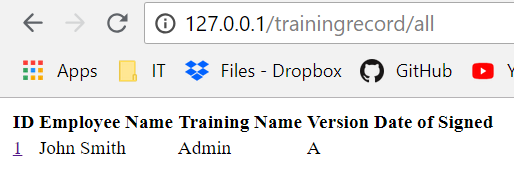 127.0.0.1/trainingrecord/all
Apps IT Files - Dropbox GitHub Y
ID Employee Name Training Name Version Date of Signed
1 John Smith Admin A